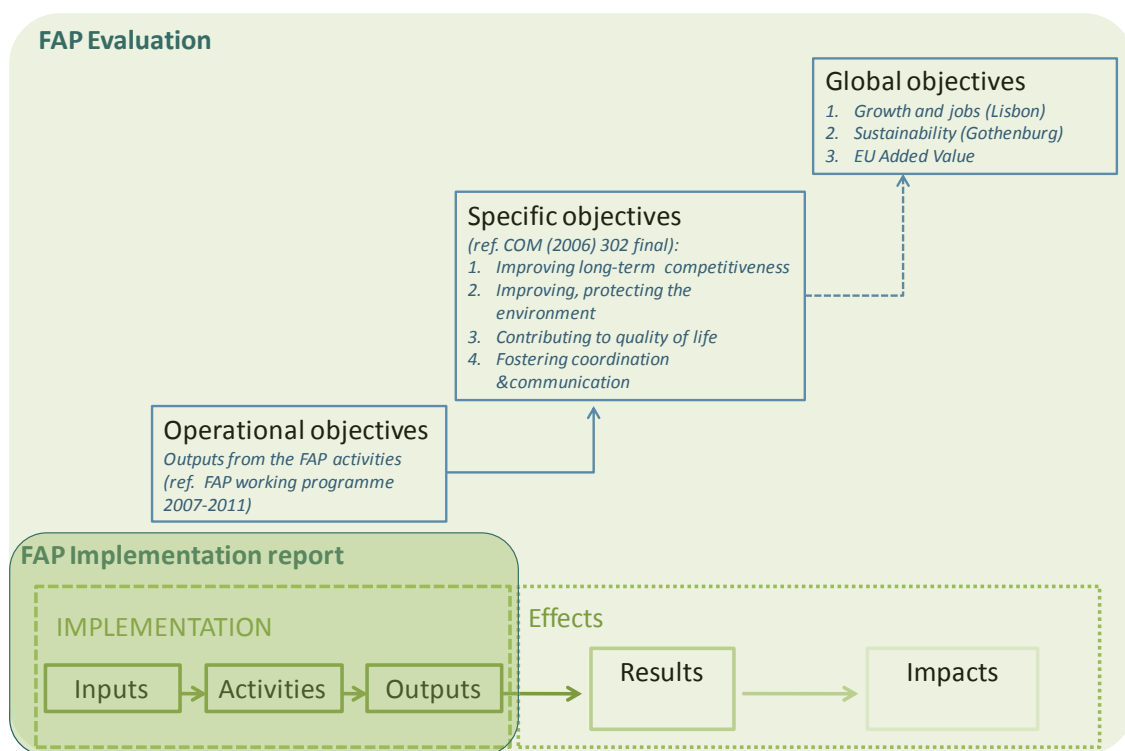 FAP Evaluation
Global objectives
1. Growth and jobs (Lisbon)
2. Sustainability (Gothenburg)
3. EU Added Value
Specific objectives
(ref. COM (2006) 302 final):
1. Improving long-term competitiveness
2. Improving, protecting the
environment
3. Contributing to quality of life
4. Fostering coordination
&communication
Operational objectives
Outputs from the FAP activities
(ref. FAP working programme
2007-2011)
FAP Implementation report
IMPLEMENTATION
Effects
Inputs
Activities
Outputs
Results
Impacts